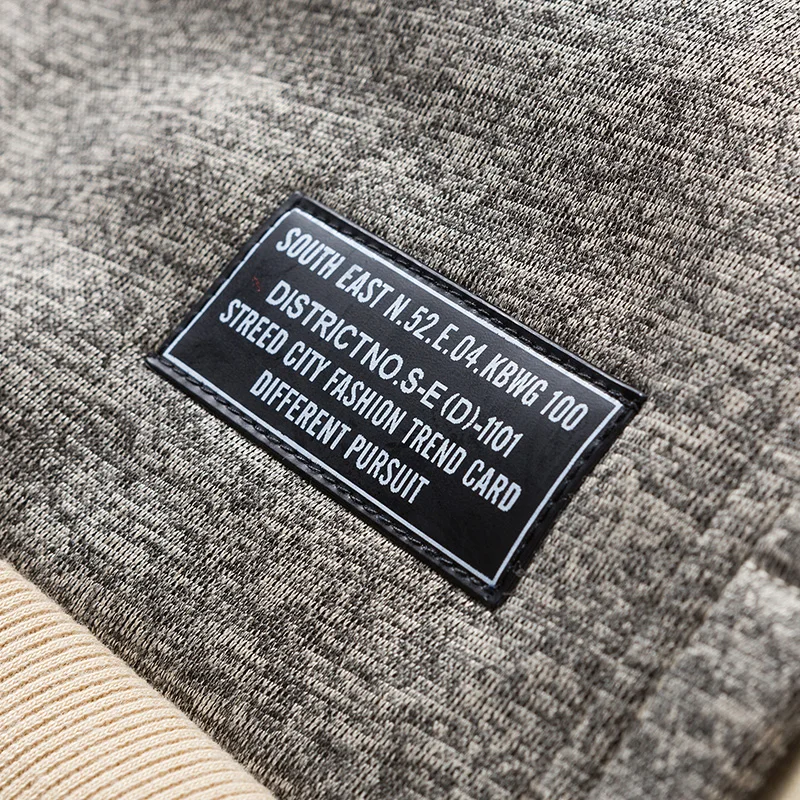 SOUTH EAST N.52.E.04.KBWG 100
DISTRICTNO.S-E(D)-1101
STREED CITY FASHION TREND CARD
DIFFERENT PURSUIT